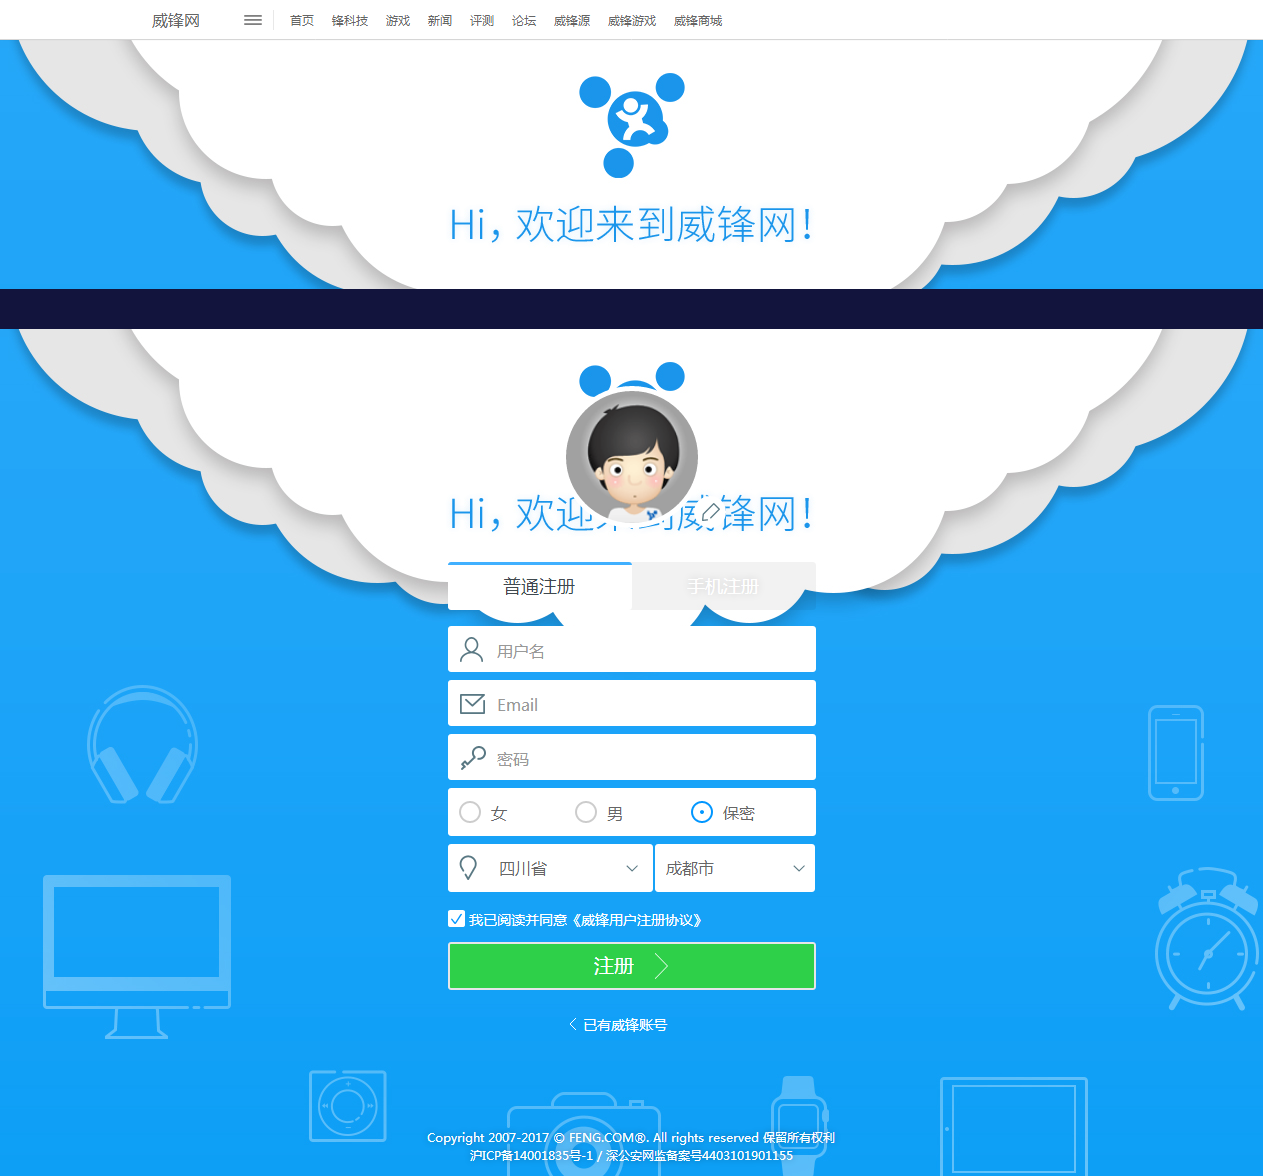 威锋网 首页 锋科技 游戏 新闻 评测 论坛 威锋源 威锋游戏 威锋商城
Hi，欢迎来到威锋网！
Hi，欢迎来到威锋网！
普通注册 手机注册
用户名
Email
密码
女 男 保密
四川省 成都市
我已阅读并同意《威锋用户注册协议》
注册
已有威锋账号
Copyright 2007-2017 © FENG.COM®. All rights reserved 保留所有权利
沪ICP备14001835号-1 / 深公安网监备案号4403101901155